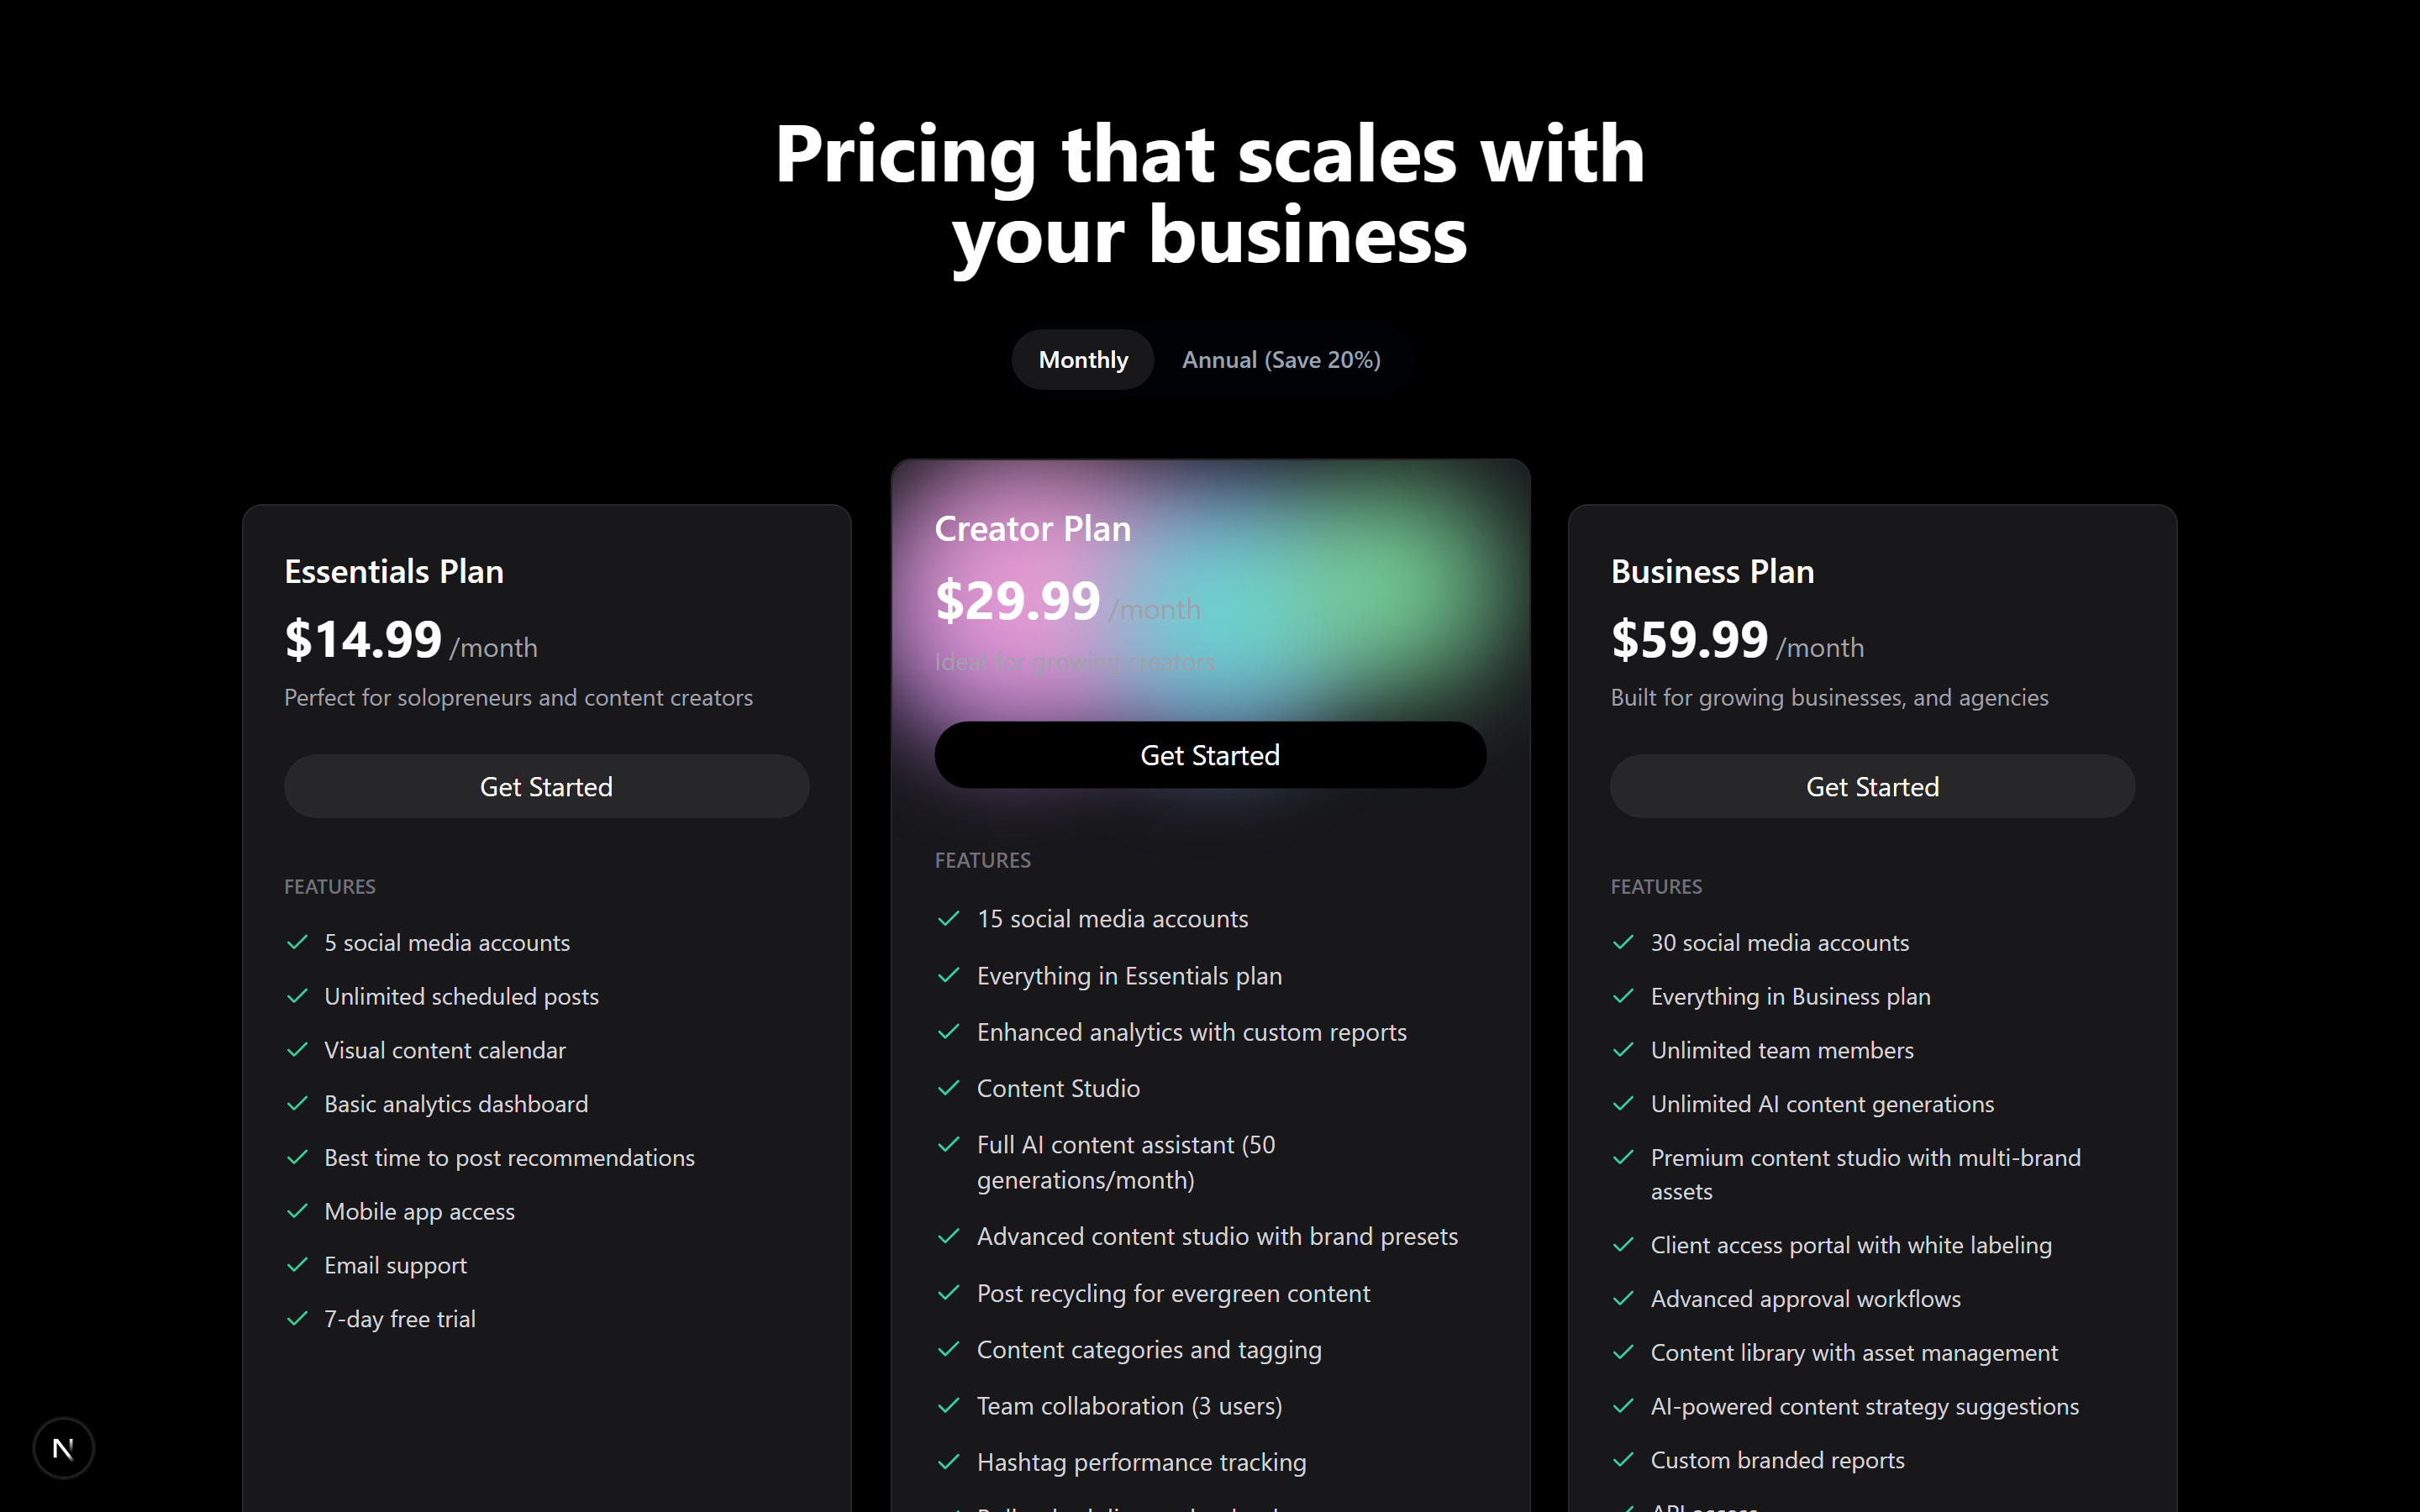 Pricing that scales with
your business
Monthly
Annual (Save 20%)
Essentials Plan
$14.99 /month
Perfect for solopreneurs and content creators
Get Started
FEATURES
5 social media accounts
Unlimited scheduled posts
Visual content calendar
Basic analytics dashboard
Best time to post recommendations
Mobile app access
Email support
7-day free trial
Creator Plan
$29.99 /month
Ideal for growing creators
Get Started
FEATURES
15 social media accounts
Everything in Essentials plan
Enhanced analytics with custom reports
Content Studio
Full AI content assistant (50
generations/month)
Advanced content studio with brand presets
Post recycling for evergreen content
Content categories and tagging
Team collaboration (3 users)
Hashtag performance tracking
Business Plan
$59.99 /month
Built for growing businesses, and agencies
Get Started
FEATURES
30 social media accounts
Everything in Business plan
Unlimited team members
Unlimited AI content generations
Premium content studio with multi-brand
assets
Client access portal with white labeling
Advanced approval workflows
Content library with asset management
AI-powered content strategy suggestions
Custom branded reports
API access
N